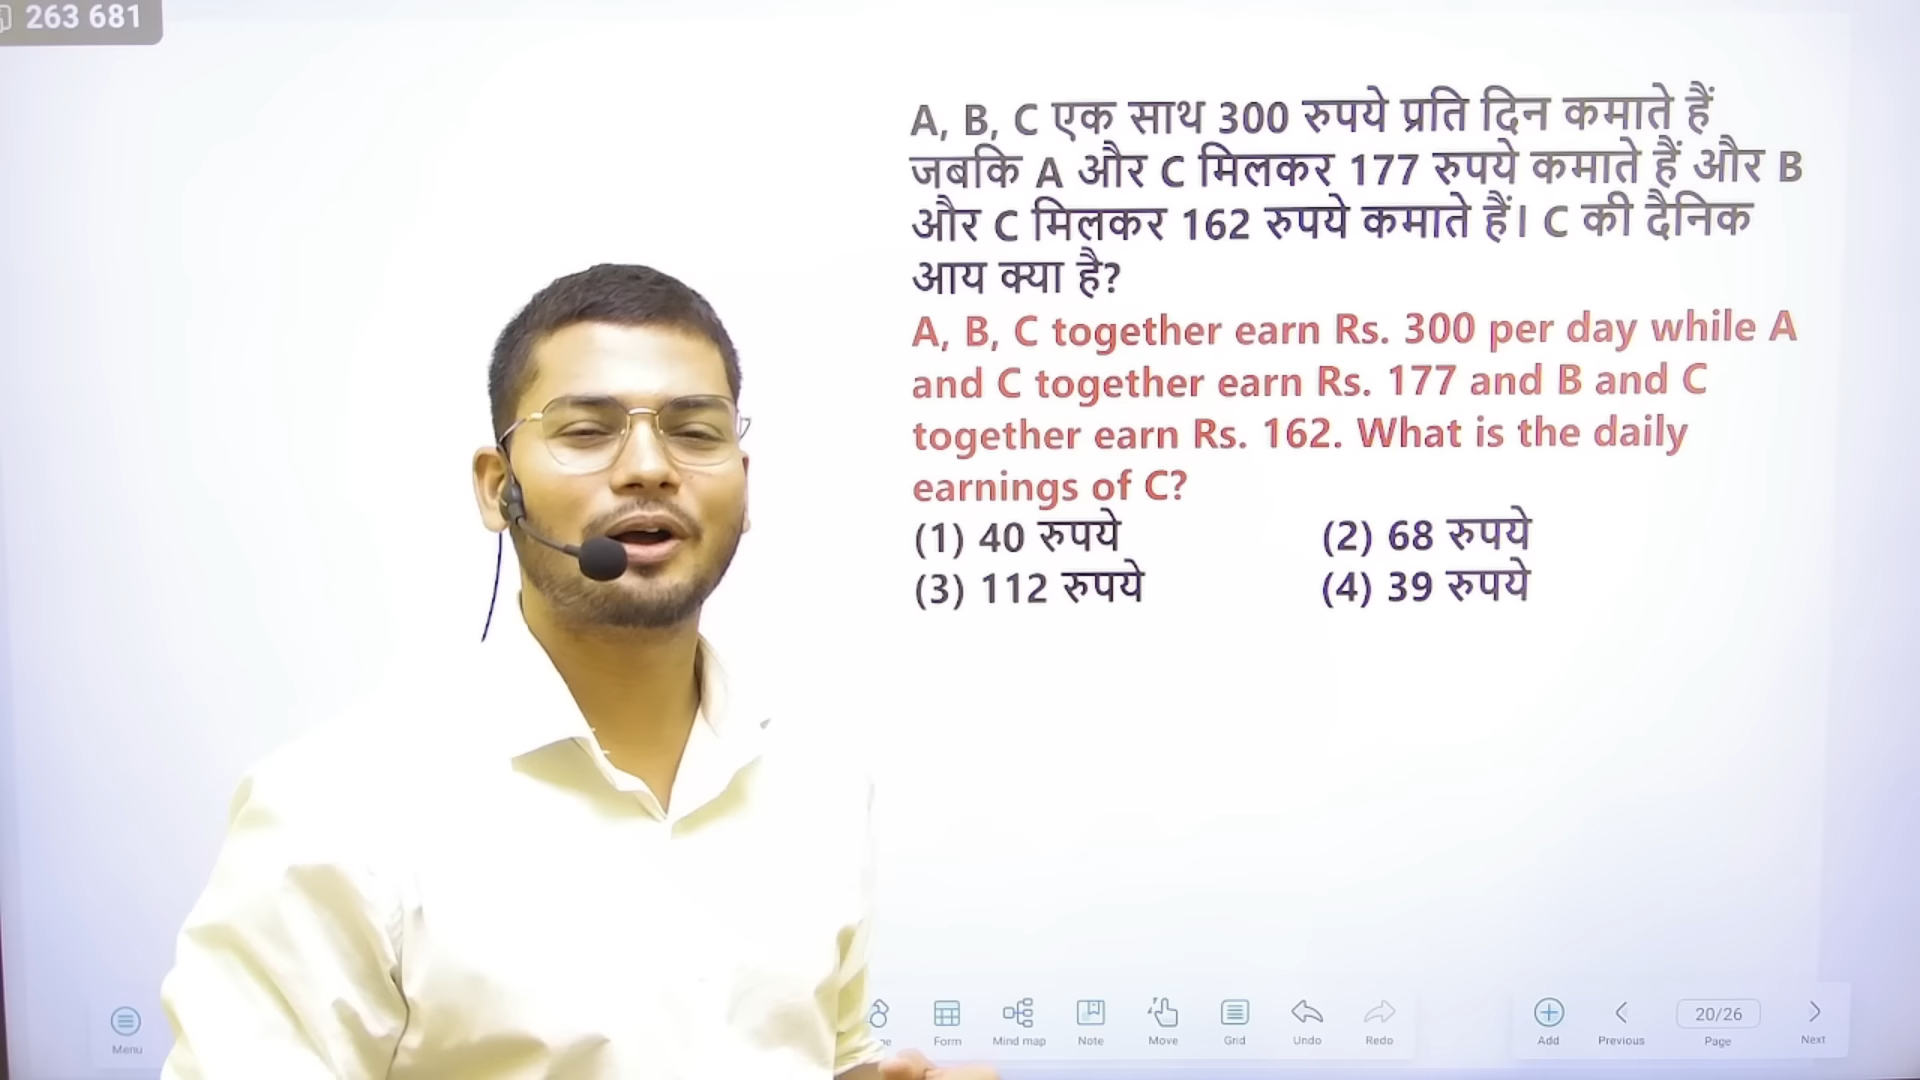 263 681
A, B, C एक साथ 300 रुपये प्रति दिन कमाते हैं
जबकि A और C मिलकर 177 रुपये कमाते हैं और B
और C मिलकर 162 रुपये कमाते हैं। C की दैनिक
आय क्या है?
A, B, C together earn Rs. 300 per day while A
and C together earn Rs. 177 and B and C
together earn Rs. 162. What is the daily
earnings of C?
(1) 40 रुपये (2) 68 रुपये
(3) 112 रुपये (4) 39 रुपये
Menu Form Mind map Note Move Grid Undo Redo Add Previous 20/26 Page Next